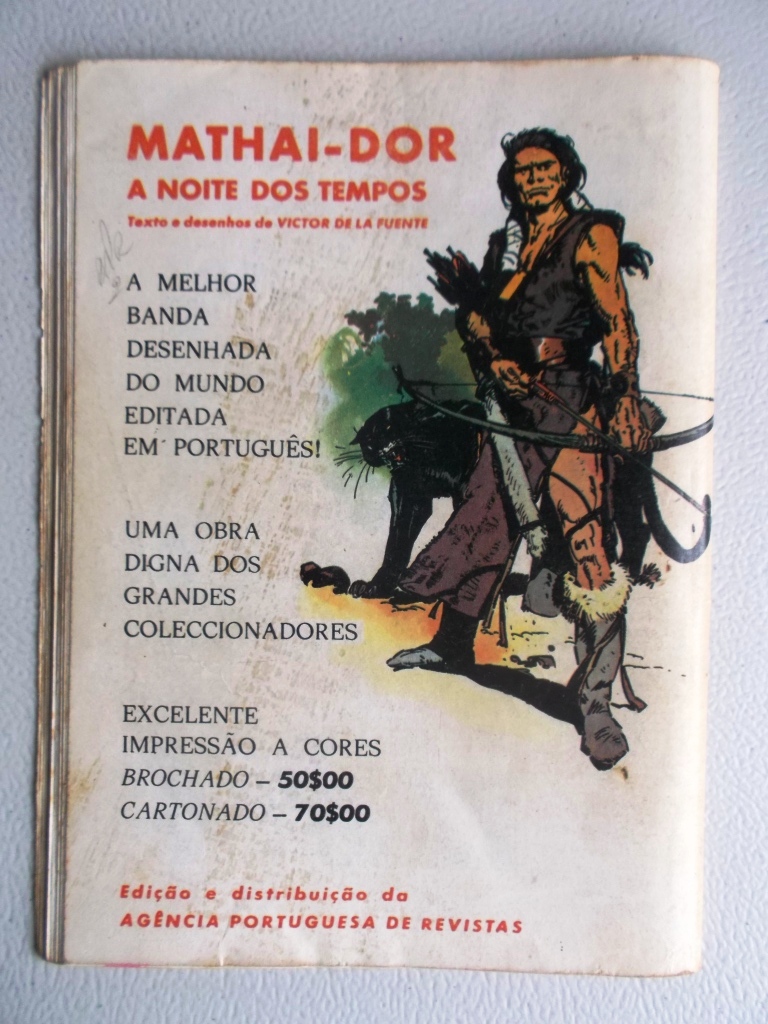 MATHAI-DOR
A NOITE DOS TEMPOS
Texto e desenhos de VICTOR DE LA FUENTE
A MELHOR
BANDA
DESENHADA
DO MUNDO
EDITADA
EM PORTUGUÊS!
UMA OBRA
DIGNA DOS
GRANDES
COLECCIONADORES
EXCELENTE
IMPRESSÃO A CORES
BROCHADO – 50$00
CARTONADO – 70$00
Edição e distribuição da
AGÊNCIA PORTUGUESA DE REVISTAS